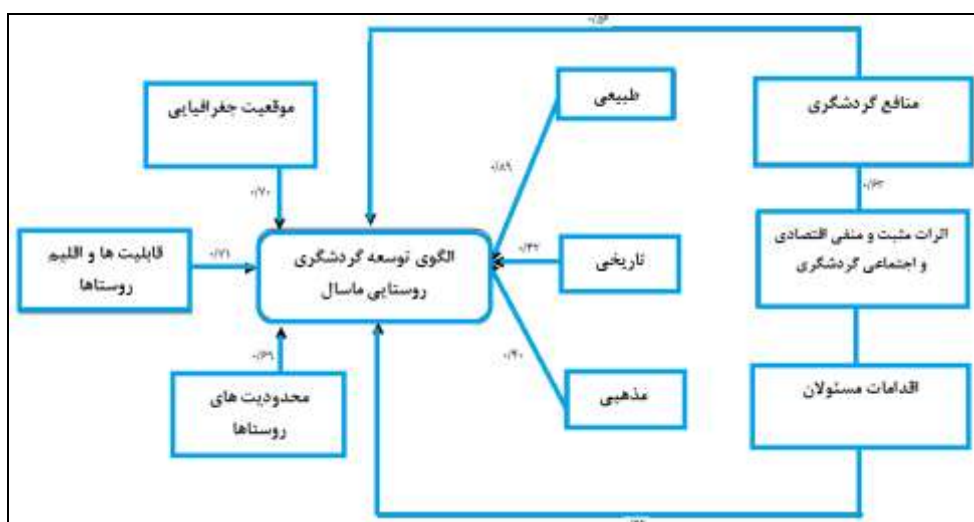 ۰/۵۴
موقعیت جغرافیایی
طبیعی
منافع گردشگری
۰/۷۰
۰/۸۹
۰/۶۳
قابلیت ها و اقلیم
روستاها
۰/۷۱
الگوی توسعه گردشگری
روستایی ماسال
۰/۴۲
تاریخی
اثرات مثبت و منفی اقتصادی
و اجتماعی گردشگری
۰/۶۹
۰/۴۰
محدودیت های
روستاها
مذهبی
اقدامات مسئولان